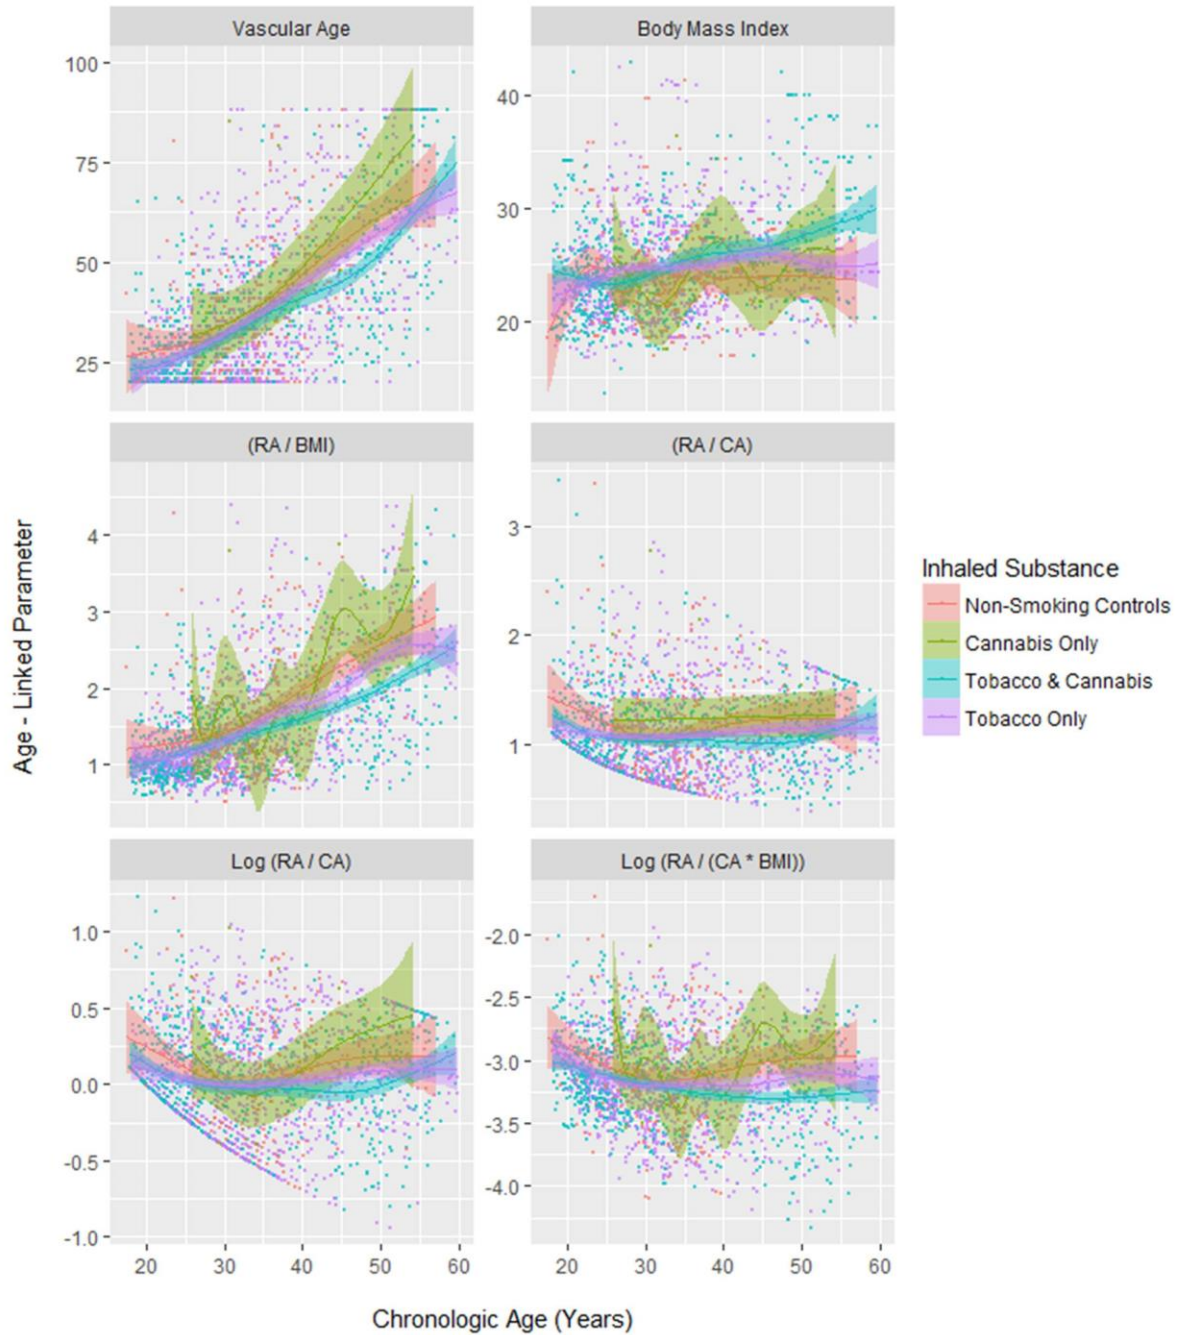 Vascular Age
Body Mass Index
100
75
50
25
40
30
20
(RA / BMI)
(RA / CA)
4
3
2
1
3
2
1
Age - Linked Parameter
Inhaled Substance
Non-Smoking Controls
Cannabis Only
Tobacco & Cannabis
Tobacco Only
Log (RA / CA)
Log (RA / (CA * BMI))
1.0
0.5
0.0
-0.5
-1.0
-2.0
-2.5
-3.0
-3.5
-4.0
20 30 40 50 60
20 30 40 50 60
Chronologic Age (Years)